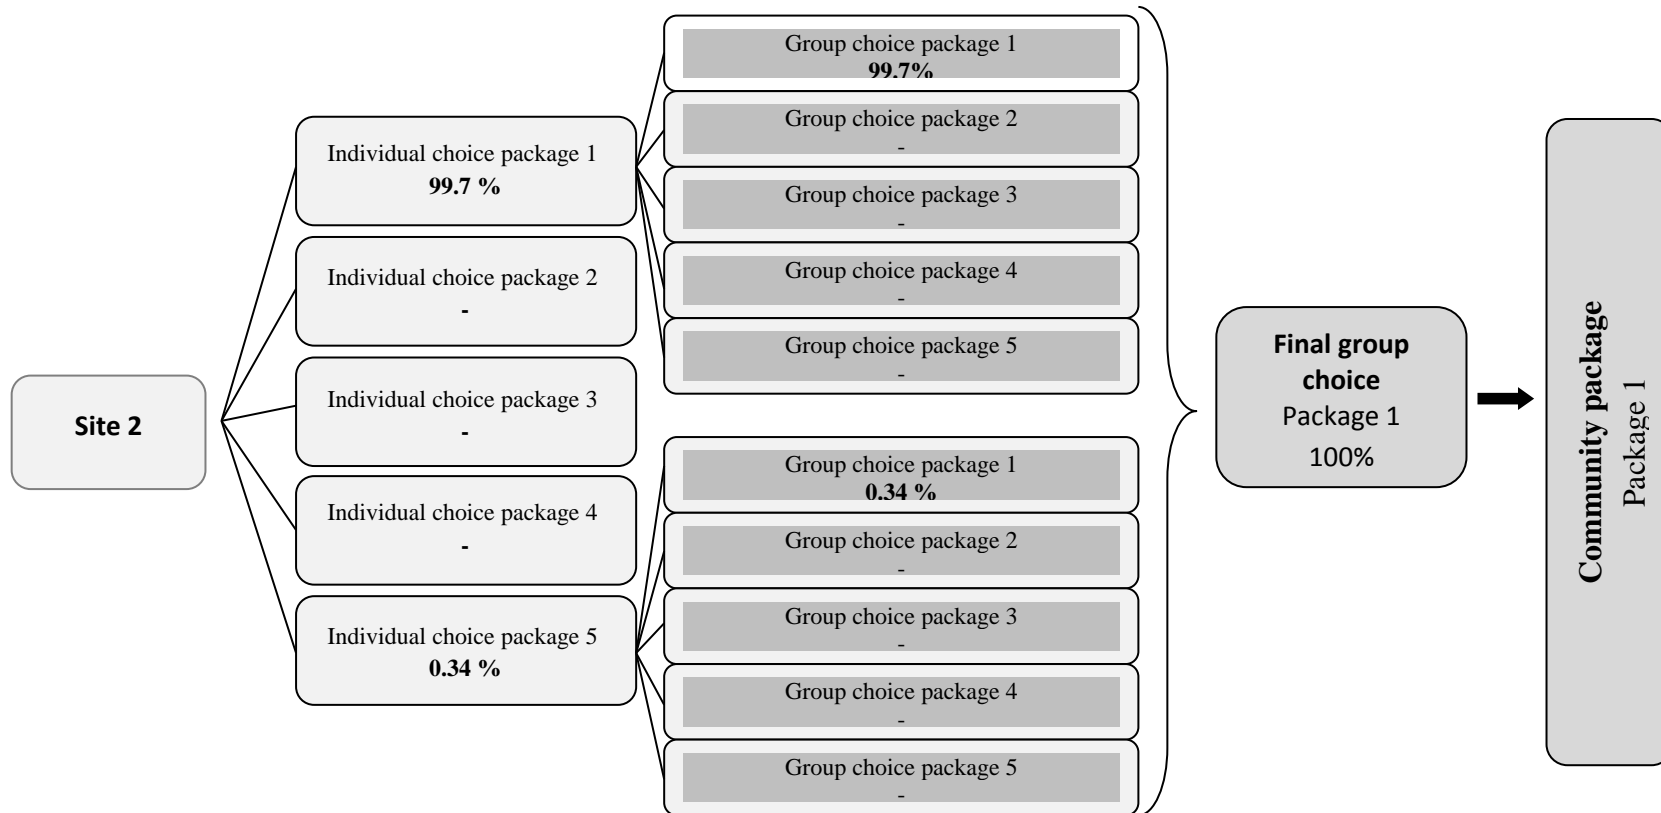 Site 2
Individual choice package 1
99.7 %
Individual choice package 2
-
Individual choice package 3
-
Individual choice package 4
-
Individual choice package 5
0.34 %
Group choice package 1
99.7%
Group choice package 2
-
Group choice package 3
-
Group choice package 4
-
Group choice package 5
-
Group choice package 1
0.34 %
Group choice package 2
-
Group choice package 3
-
Group choice package 4
-
Group choice package 5
-
Final group
choice
Package 1
100%
Community package
Package 1